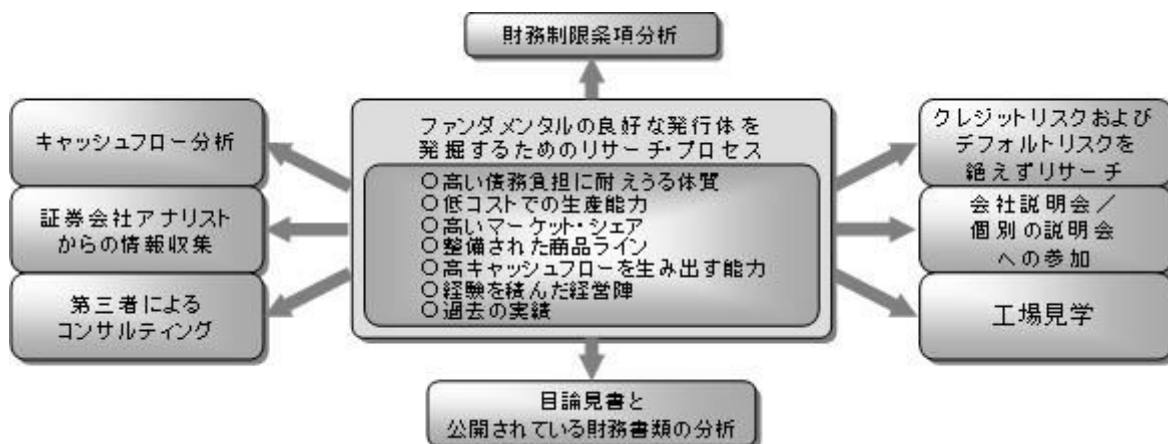 財務制限条項分析
キャッシュフロー分析
証券会社アナリスト
からの情報収集
第三者による
コンサルティング
ファンダメンタルの良好な発行体を
発掘するためのリサーチ・プロセス
○高い債務負担に耐えうる体質
○低コストでの生産能力
○高いマーケット・シェア
○整備された商品ライン
○高キャッシュフローを生み出す能力
○経験を積んだ経営陣
○過去の実績
クレジットリスクおよび
デフォルトリスクを
絶えずリサーチ
会社説明会／
個別の説明会
への参加
工場見学
目論見書と
公開されている財務書類の分析